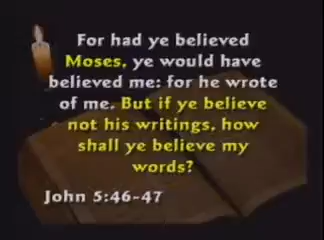 For had ye believed
Moses, ye would have
believed me: for he wrote
of me. But if ye believe
not his writings, how
shall ye believe my
words?
John 5:46-47